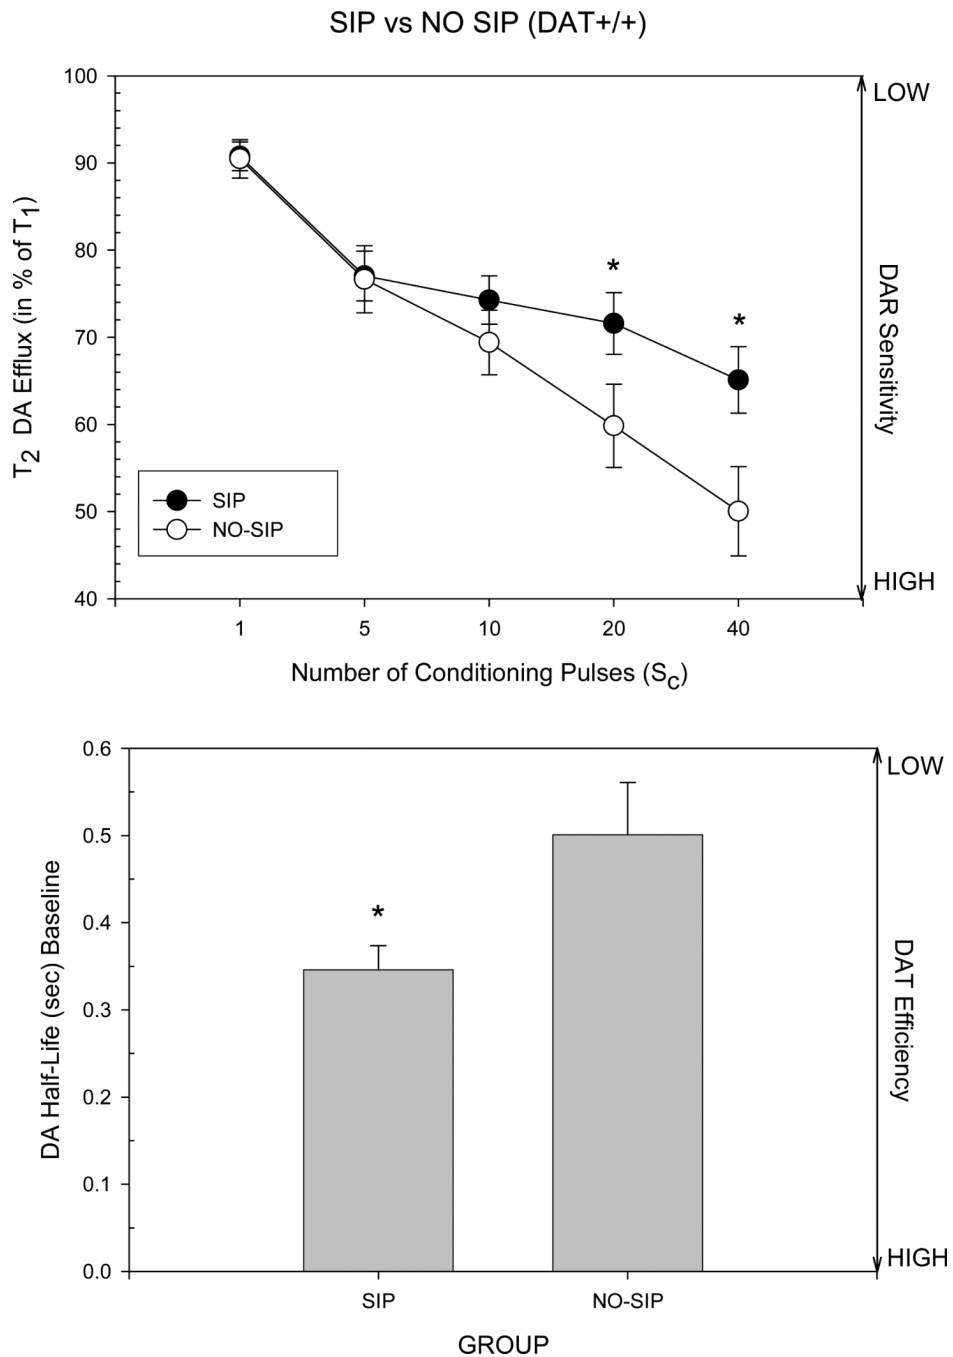 SIP vs NO SIP (DAT+/+)
100
90
80
70
60
50
40
T2 DA Efflux (in % of T1)
*
*
SIP
NO-SIP
LOW
DAR Sensitivity
HIGH
1 5 10 20 40
Number of Conditioning Pulses (SC)
0.6
0.5
0.4
0.3
0.2
0.1
0.0
DA Half-Life (sec) Baseline
*
LOW
DAT Efficiency
HIGH
SIP NO-SIP
GROUP